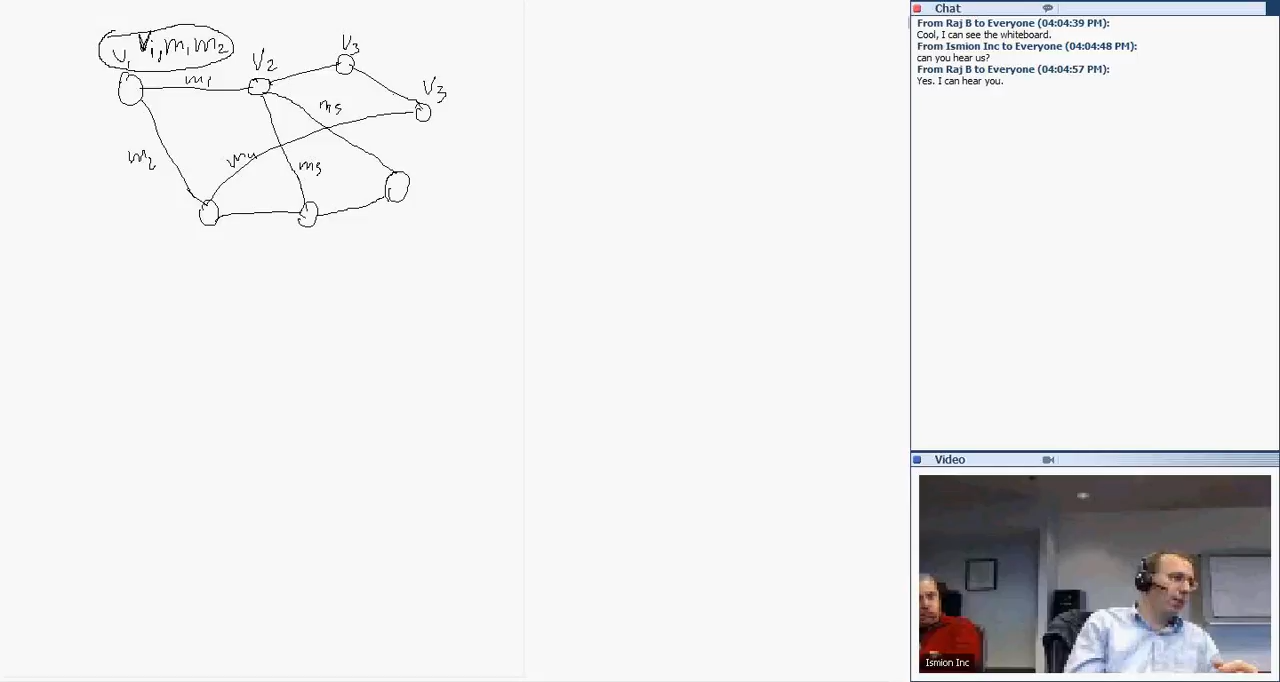 V1, m1 m2
V1
m1
V2
V3
V3
m5
m2
m4
m3
Chat
From Raj B to Everyone (04:04:39 PM):
Cool, I can see the whiteboard.
From Ismion Inc to Everyone (04:04:48 PM):
can you hear us?
From Raj B to Everyone (04:04:57 PM):
Yes. I can hear you.
Video
Ismion Inc